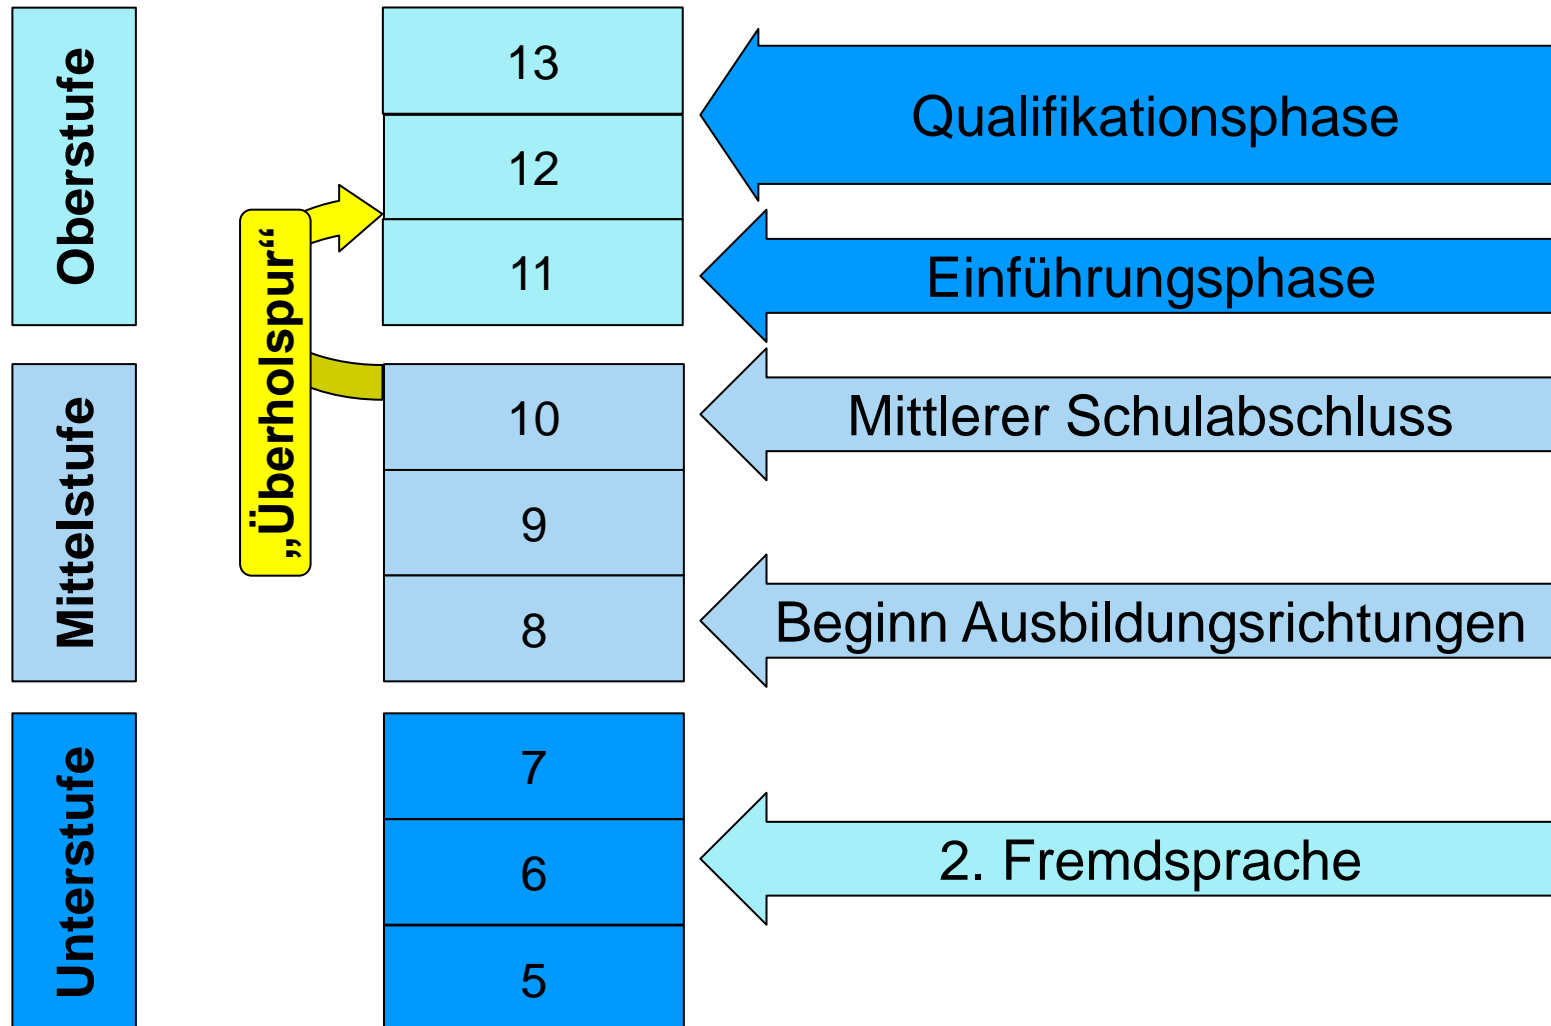 Oberstufe
13
Qualifikationsphase
12
11
Einführungsphase
„Überholspur“
Mittelstufe
10
Mittlerer Schulabschluss
9
8
Beginn Ausbildungsrichtungen
Unterstufe
7
6
2. Fremdsprache
5